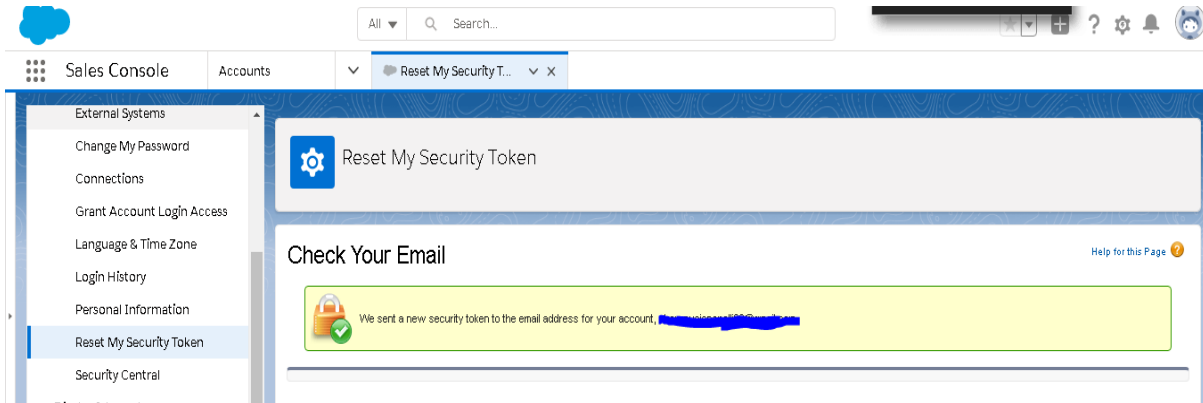 All
Search...
Sales Console
Accounts
Reset My Security T...
External Systems
Change My Password
Connections
Grant Account Login Access
Language & Time Zone
Login History
Personal Information
Reset My Security Token
Security Central
Reset My Security Token
Check Your Email
Help for this Page
We sent a new security token to the email address for your account,